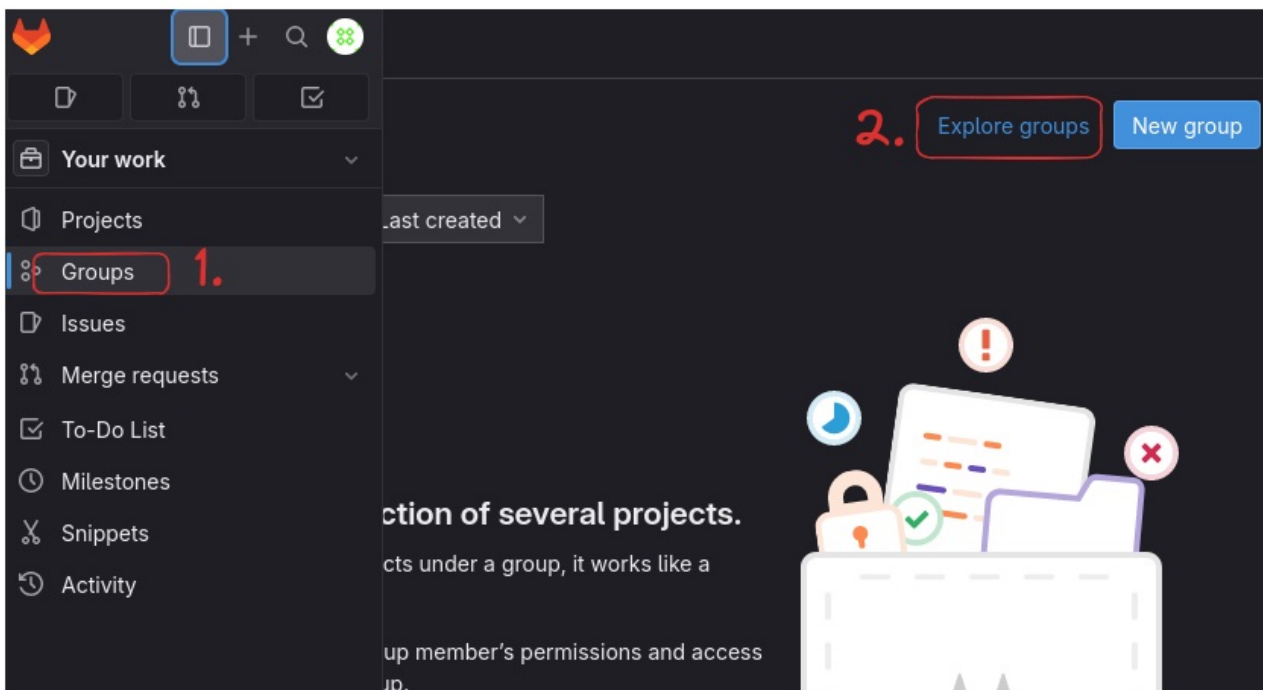 Your work
Projects
Groups
1.
Issues
Merge requests
To-Do List
Milestones
Snippets
Activity
2.
Explore groups
New group
Last created
ction of several projects.
cts under a group, it works like a
up member’s permissions and access
up.